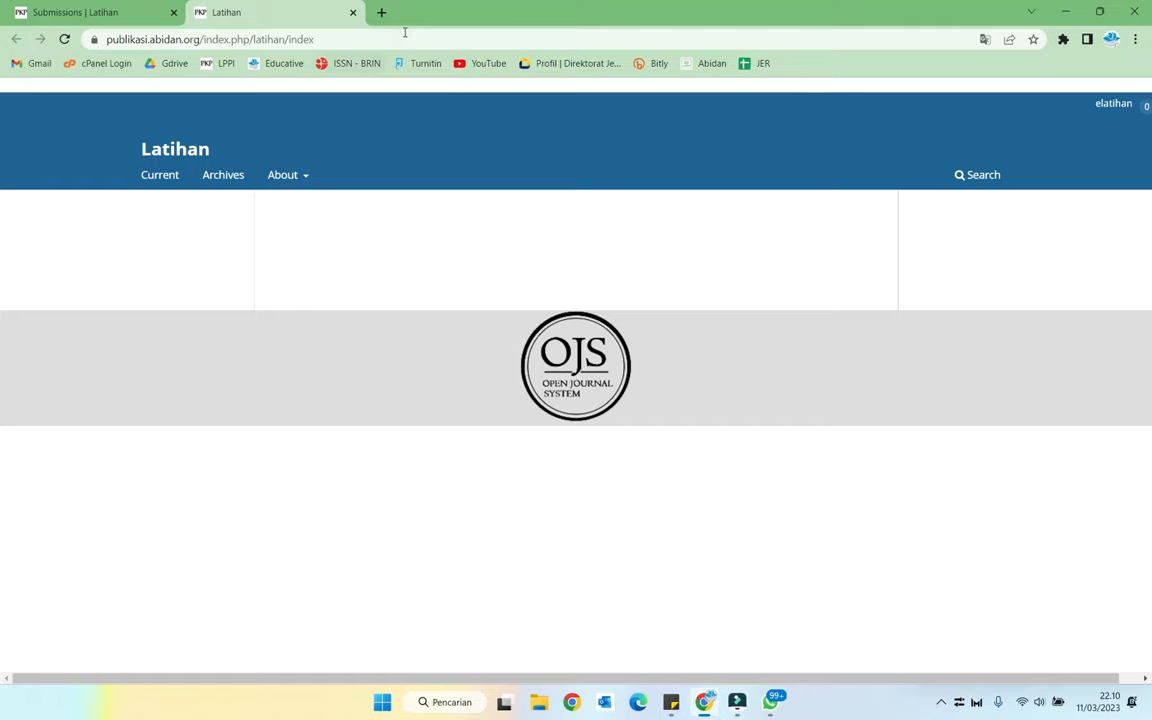 Submissions | Latihan
Latihan
publikasi.abidan.org/index.php/latihan/index
Gmail cPanel Login Gdrive PKP LPPI Educative ISSN - BRIN Turnitin YouTube Profil | Direktorat Je... Bitly Abidan JER
elatihan 0
Latihan
Current Archives About Search
OJS
OPEN JOURNAL
SYSTEM
Pencarian
99+
22.10
11/03/2023